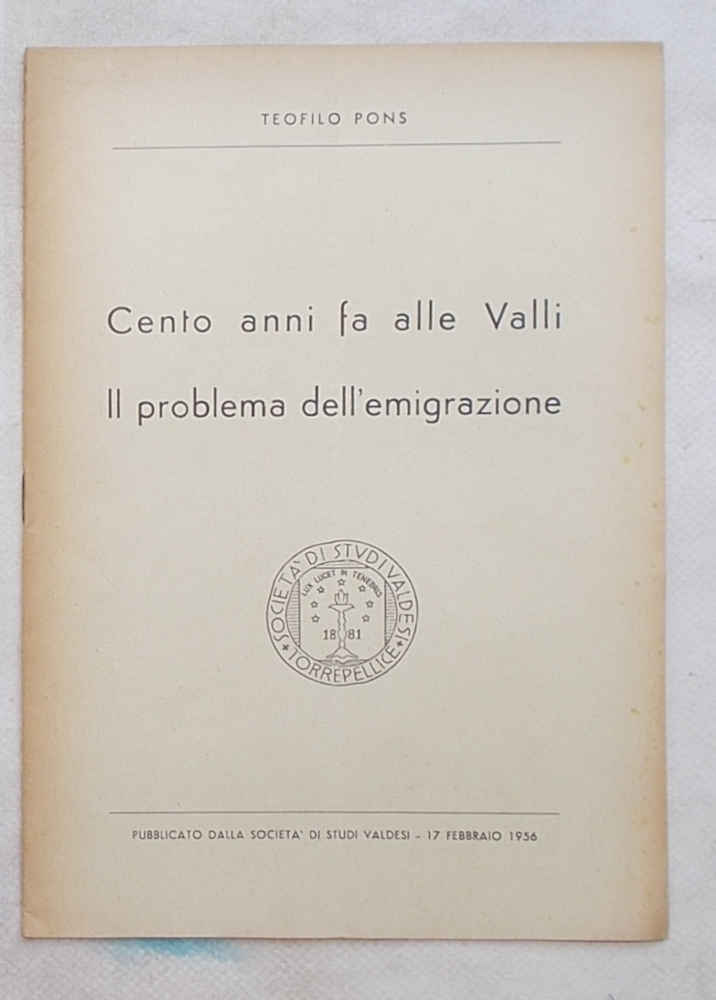 TEOFILO PONS
Cento anni fa alle Valli
Il problema dell'emigrazione
SOCIETA' DI STVDI VALDESI
LUX LUCET IN TENEBRIS
1881
TORREPELLICE
PUBBLICATO DALLA SOCIETA' DI STUDI VALDESI - 17 FEBBRAIO 1956